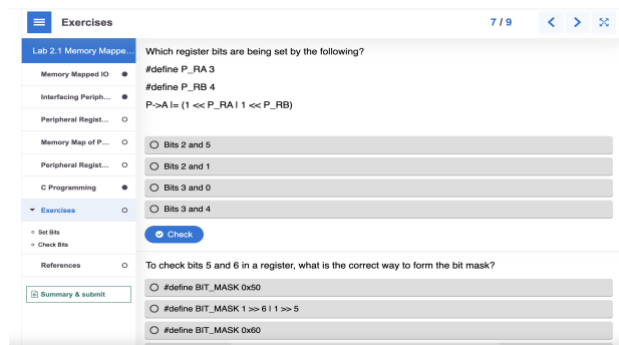 Exercises
7 / 9
Lab 2.1 Memory Mappe...
Memory Mapped IO
Interfacing Periph...
Peripheral Regist...
Memory Map of P...
Peripheral Regist...
C Programming
Exercises
Set Bits
Check Bits
References
Summary & submit
Which register bits are being set by the following?
#define P_RA 3
#define P_RB 4
P->A |= (1 << P_RA | 1 << P_RB)
Bits 2 and 5
Bits 2 and 1
Bits 3 and 0
Bits 3 and 4
Check
To check bits 5 and 6 in a register, what is the correct way to form the bit mask?
#define BIT_MASK 0x50
#define BIT_MASK 1 >> 6 | 1 >> 5
#define BIT_MASK 0x60